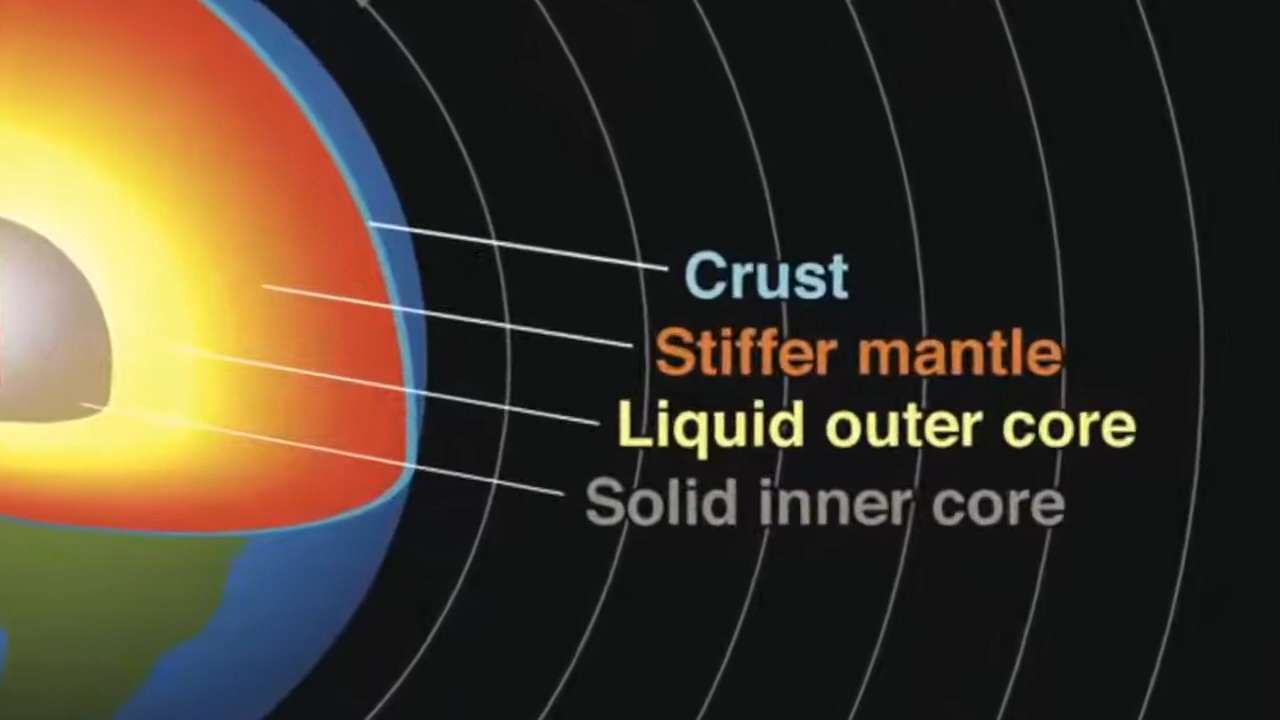 Crust
Stiffer mantle
Liquid outer core
Solid inner core